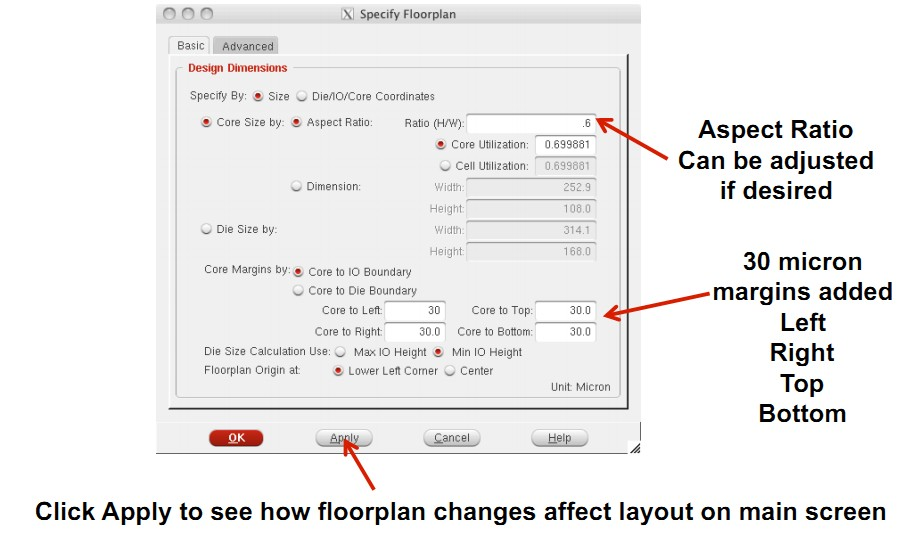 Specify Floorplan
Basic Advanced
Design Dimensions
Specify By: Size Die/IO/Core Coordinates
Core Size by: Aspect Ratio: Ratio (H/W): .6
Core Utilization: 0.699881
Cell Utilization: 0.699881
Dimension: Width: 252.9
Height: 108.0
Die Size by: Width: 314.1
Height: 168.0
Core Margins by: Core to IO Boundary
Core to Die Boundary
Core to Left: 30 Core to Top: 30.0
Core to Right: 30.0 Core to Bottom: 30.0
Die Size Calculation Use: Max IO Height Min IO Height
Floorplan Origin at: Lower Left Corner Center
Unit: Micron
OK Apply Cancel Help
Aspect Ratio
Can be adjusted
if desired
30 micron
margins added
Left
Right
Top
Bottom
Click Apply to see how floorplan changes affect layout on main screen